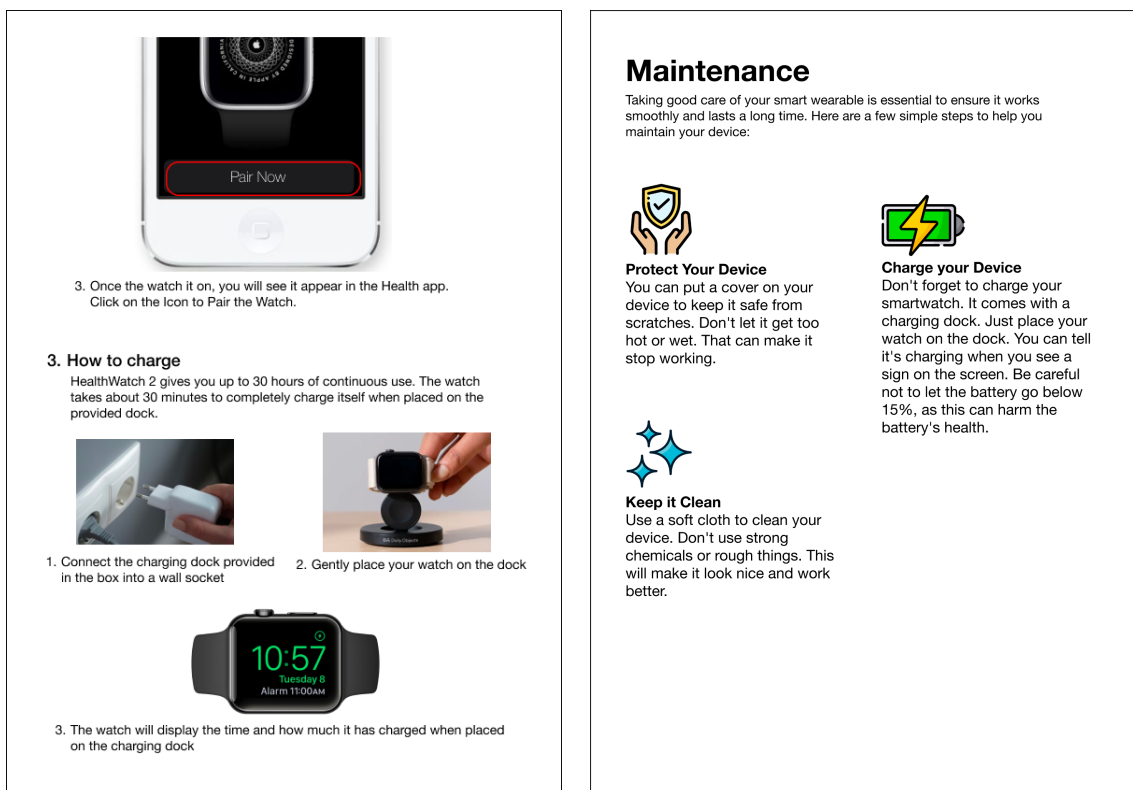 DESIGNED BY APPLE IN CALIFORNIA
Pair Now
3. Once the watch it on, you will see it appear in the Health app.
Click on the Icon to Pair the Watch.
3. How to charge
HealthWatch 2 gives you up to 30 hours of continuous use. The watch
takes about 30 minutes to completely charge itself when placed on the
provided dock.
Daily Objects
1. Connect the charging dock provided
in the box into a wall socket
2. Gently place your watch on the dock
10:57
Tuesday 8
Alarm 11:00AM
3. The watch will display the time and how much it has charged when placed
on the charging dock
Maintenance
Taking good care of your smart wearable is essential to ensure it works
smoothly and lasts a long time. Here are a few simple steps to help you
maintain your device:
Protect Your Device
You can put a cover on your
device to keep it safe from
scratches. Don't let it get too
hot or wet. That can make it
stop working.
Charge your Device
Don't forget to charge your
smartwatch. It comes with a
charging dock. Just place your
watch on the dock. You can tell
it's charging when you see a
sign on the screen. Be careful
not to let the battery go below
15%, as this can harm the
battery's health.
Keep it Clean
Use a soft cloth to clean your
device. Don't use strong
chemicals or rough things. This
will make it look nice and work
better.